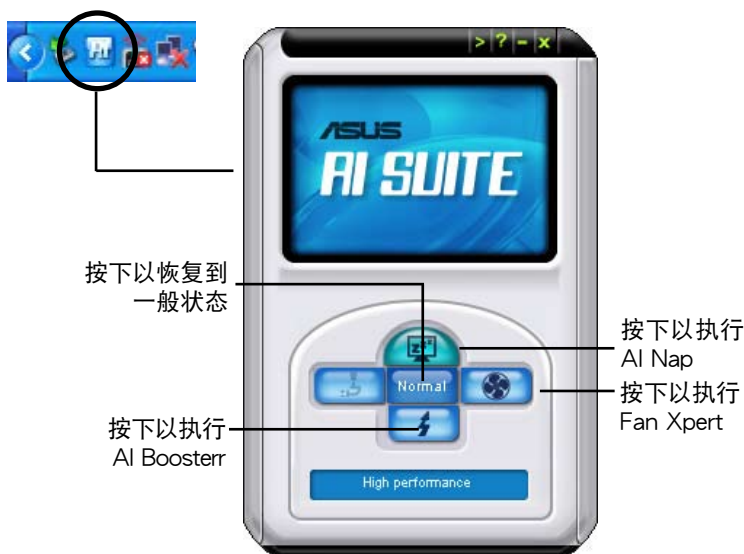 > ? - x
ASUS
AI SUITE
按下以恢复到
一般状态
按下以执行
AI Nap
Normal
按下以执行
Fan Xpert
按下以执行
AI Boosterr
High performance